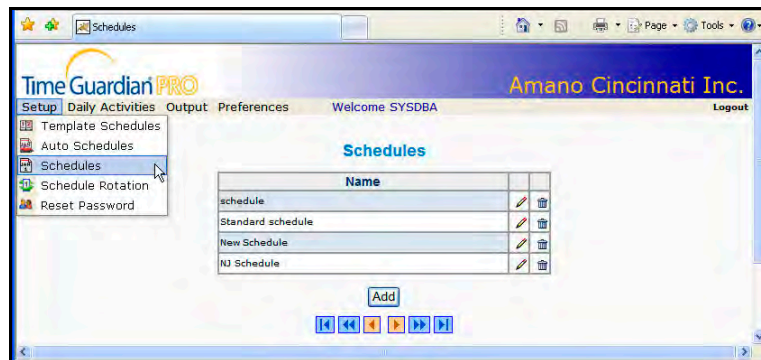 Schedules
Page
Tools
Time Guardian PRO
Amano Cincinnati Inc.
Setup Daily Activities Output Preferences Welcome SYSDBA Logout
Template Schedules
Auto Schedules
Schedules
Schedule Rotation
Reset Password
Schedules
Name
schedule
Standard schedule
New Schedule
NJ Schedule
Add